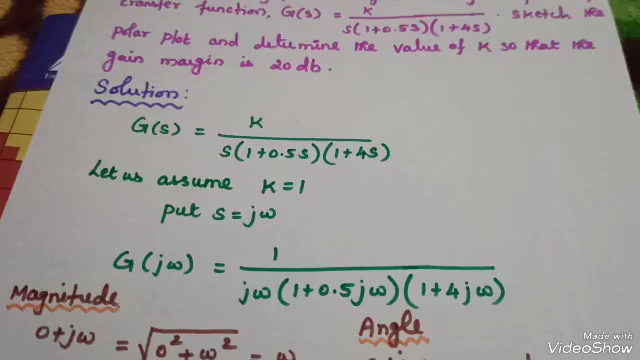 transfer function, G(s) = K / s(1+0.5s)(1+4s) . Sketch the
polar plot and determine the value of K so that the
gain margin is 20 db.
Solution:
G(s) = K / s(1+0.5s)(1+4s)
Let us assume K = 1
put s = jω
G(jω) = 1 / jω(1+0.5jω)(1+4jω)
Magnitude
Angle
0+jω = √0² + ω² = ω
Made with
VideoShow